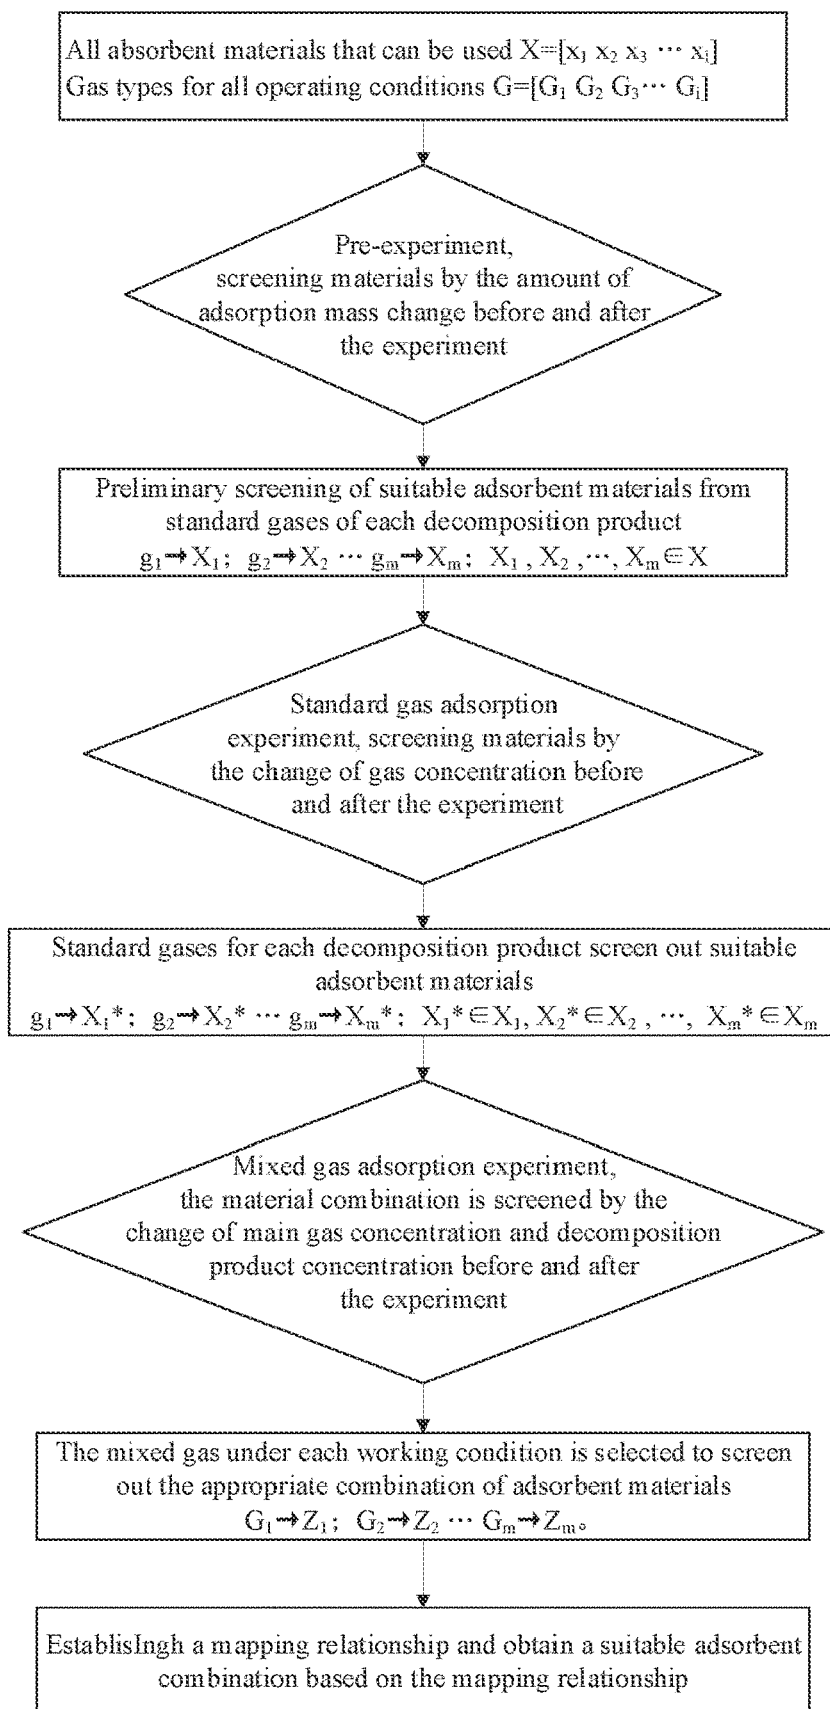 All absorbent materials that can be used X=[x₁ x₂ x₃ ··· xᵢ]
Gas types for all operating conditions G=[G₁ G₂ G₃··· Gᵢ]
Pre-experiment,
screening materials by the amount of
adsorption mass change before and after
the experiment
Preliminary screening of suitable adsorbent materials from
standard gases of each decomposition product
g₁→X₁; g₂→X₂ ··· gₘ→Xₘ; X₁ , X₂ ,···, Xₘ∈X
Standard gas adsorption
experiment, screening materials by
the change of gas concentration before
and after the experiment
Standard gases for each decomposition product screen out suitable
adsorbent materials
g₁→X₁*; g₂→X₂* ··· gₘ→Xₘ*; X₁*∈X₁, X₂*∈X₂ , ···, Xₘ*∈Xₘ
Mixed gas adsorption experiment,
the material combination is screened by the
change of main gas concentration and decomposition
product concentration before and after
the experiment
The mixed gas under each working condition is selected to screen
out the appropriate combination of adsorbent materials
G₁→Z₁; G₂→Z₂ ··· Gₘ→Zₘ。
EstablisIngh a mapping relationship and obtain a suitable adsorbent
combination based on the mapping relationship